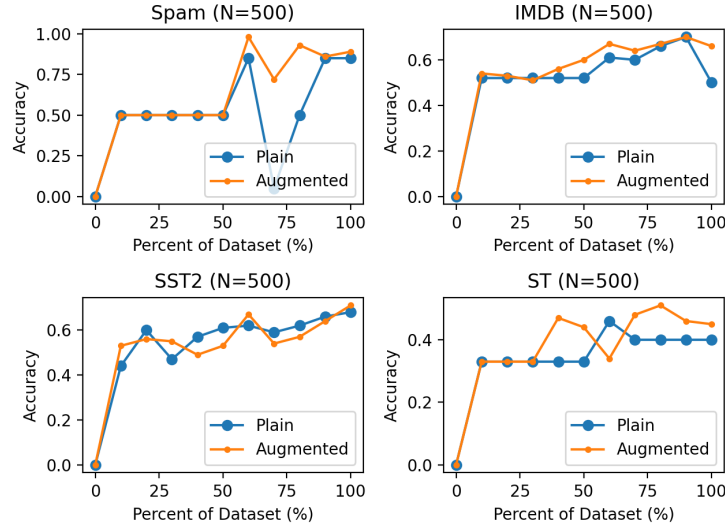 Spam (N=500)
1.00
0.75
0.50
0.25
0.00
Accuracy
Plain
Augmented
0 25 50 75 100
Percent of Dataset (%)
IMDB (N=500)
0.6
0.4
0.2
0.0
Accuracy
Plain
Augmented
0 25 50 75 100
Percent of Dataset (%)
SST2 (N=500)
0.6
0.4
0.2
0.0
Accuracy
Plain
Augmented
0 25 50 75 100
Percent of Dataset (%)
ST (N=500)
0.4
0.2
0.0
Accuracy
Plain
Augmented
0 25 50 75 100
Percent of Dataset (%)